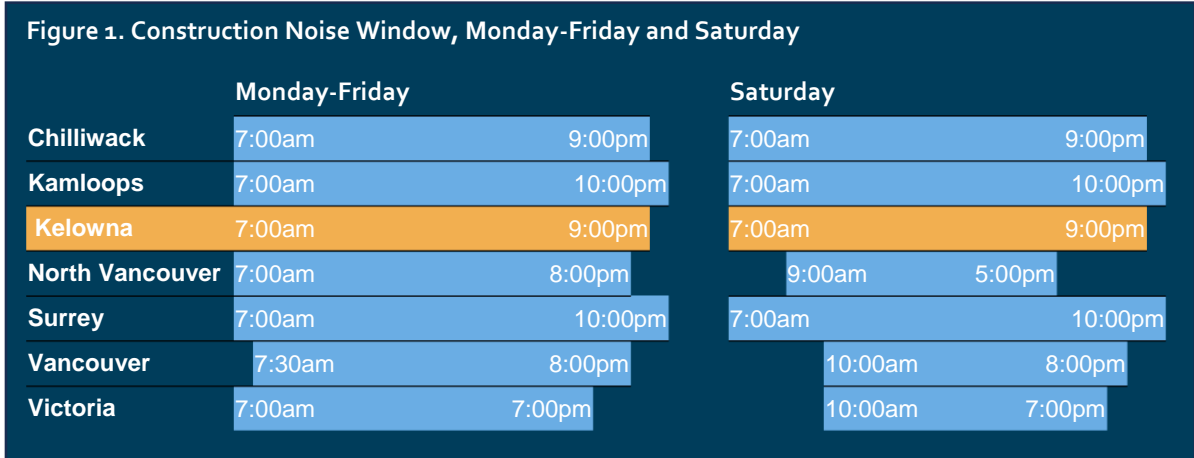 Figure 1. Construction Noise Window, Monday-Friday and Saturday
Monday-Friday Saturday
Chilliwack 7:00am 9:00pm 7:00am 9:00pm
Kamloops 7:00am 10:00pm 7:00am 10:00pm
Kelowna 7:00am 9:00pm 7:00am 9:00pm
North Vancouver 7:00am 8:00pm 9:00am 5:00pm
Surrey 7:00am 10:00pm 7:00am 10:00pm
Vancouver 7:30am 8:00pm 10:00am 8:00pm
Victoria 7:00am 7:00pm 10:00am 7:00pm